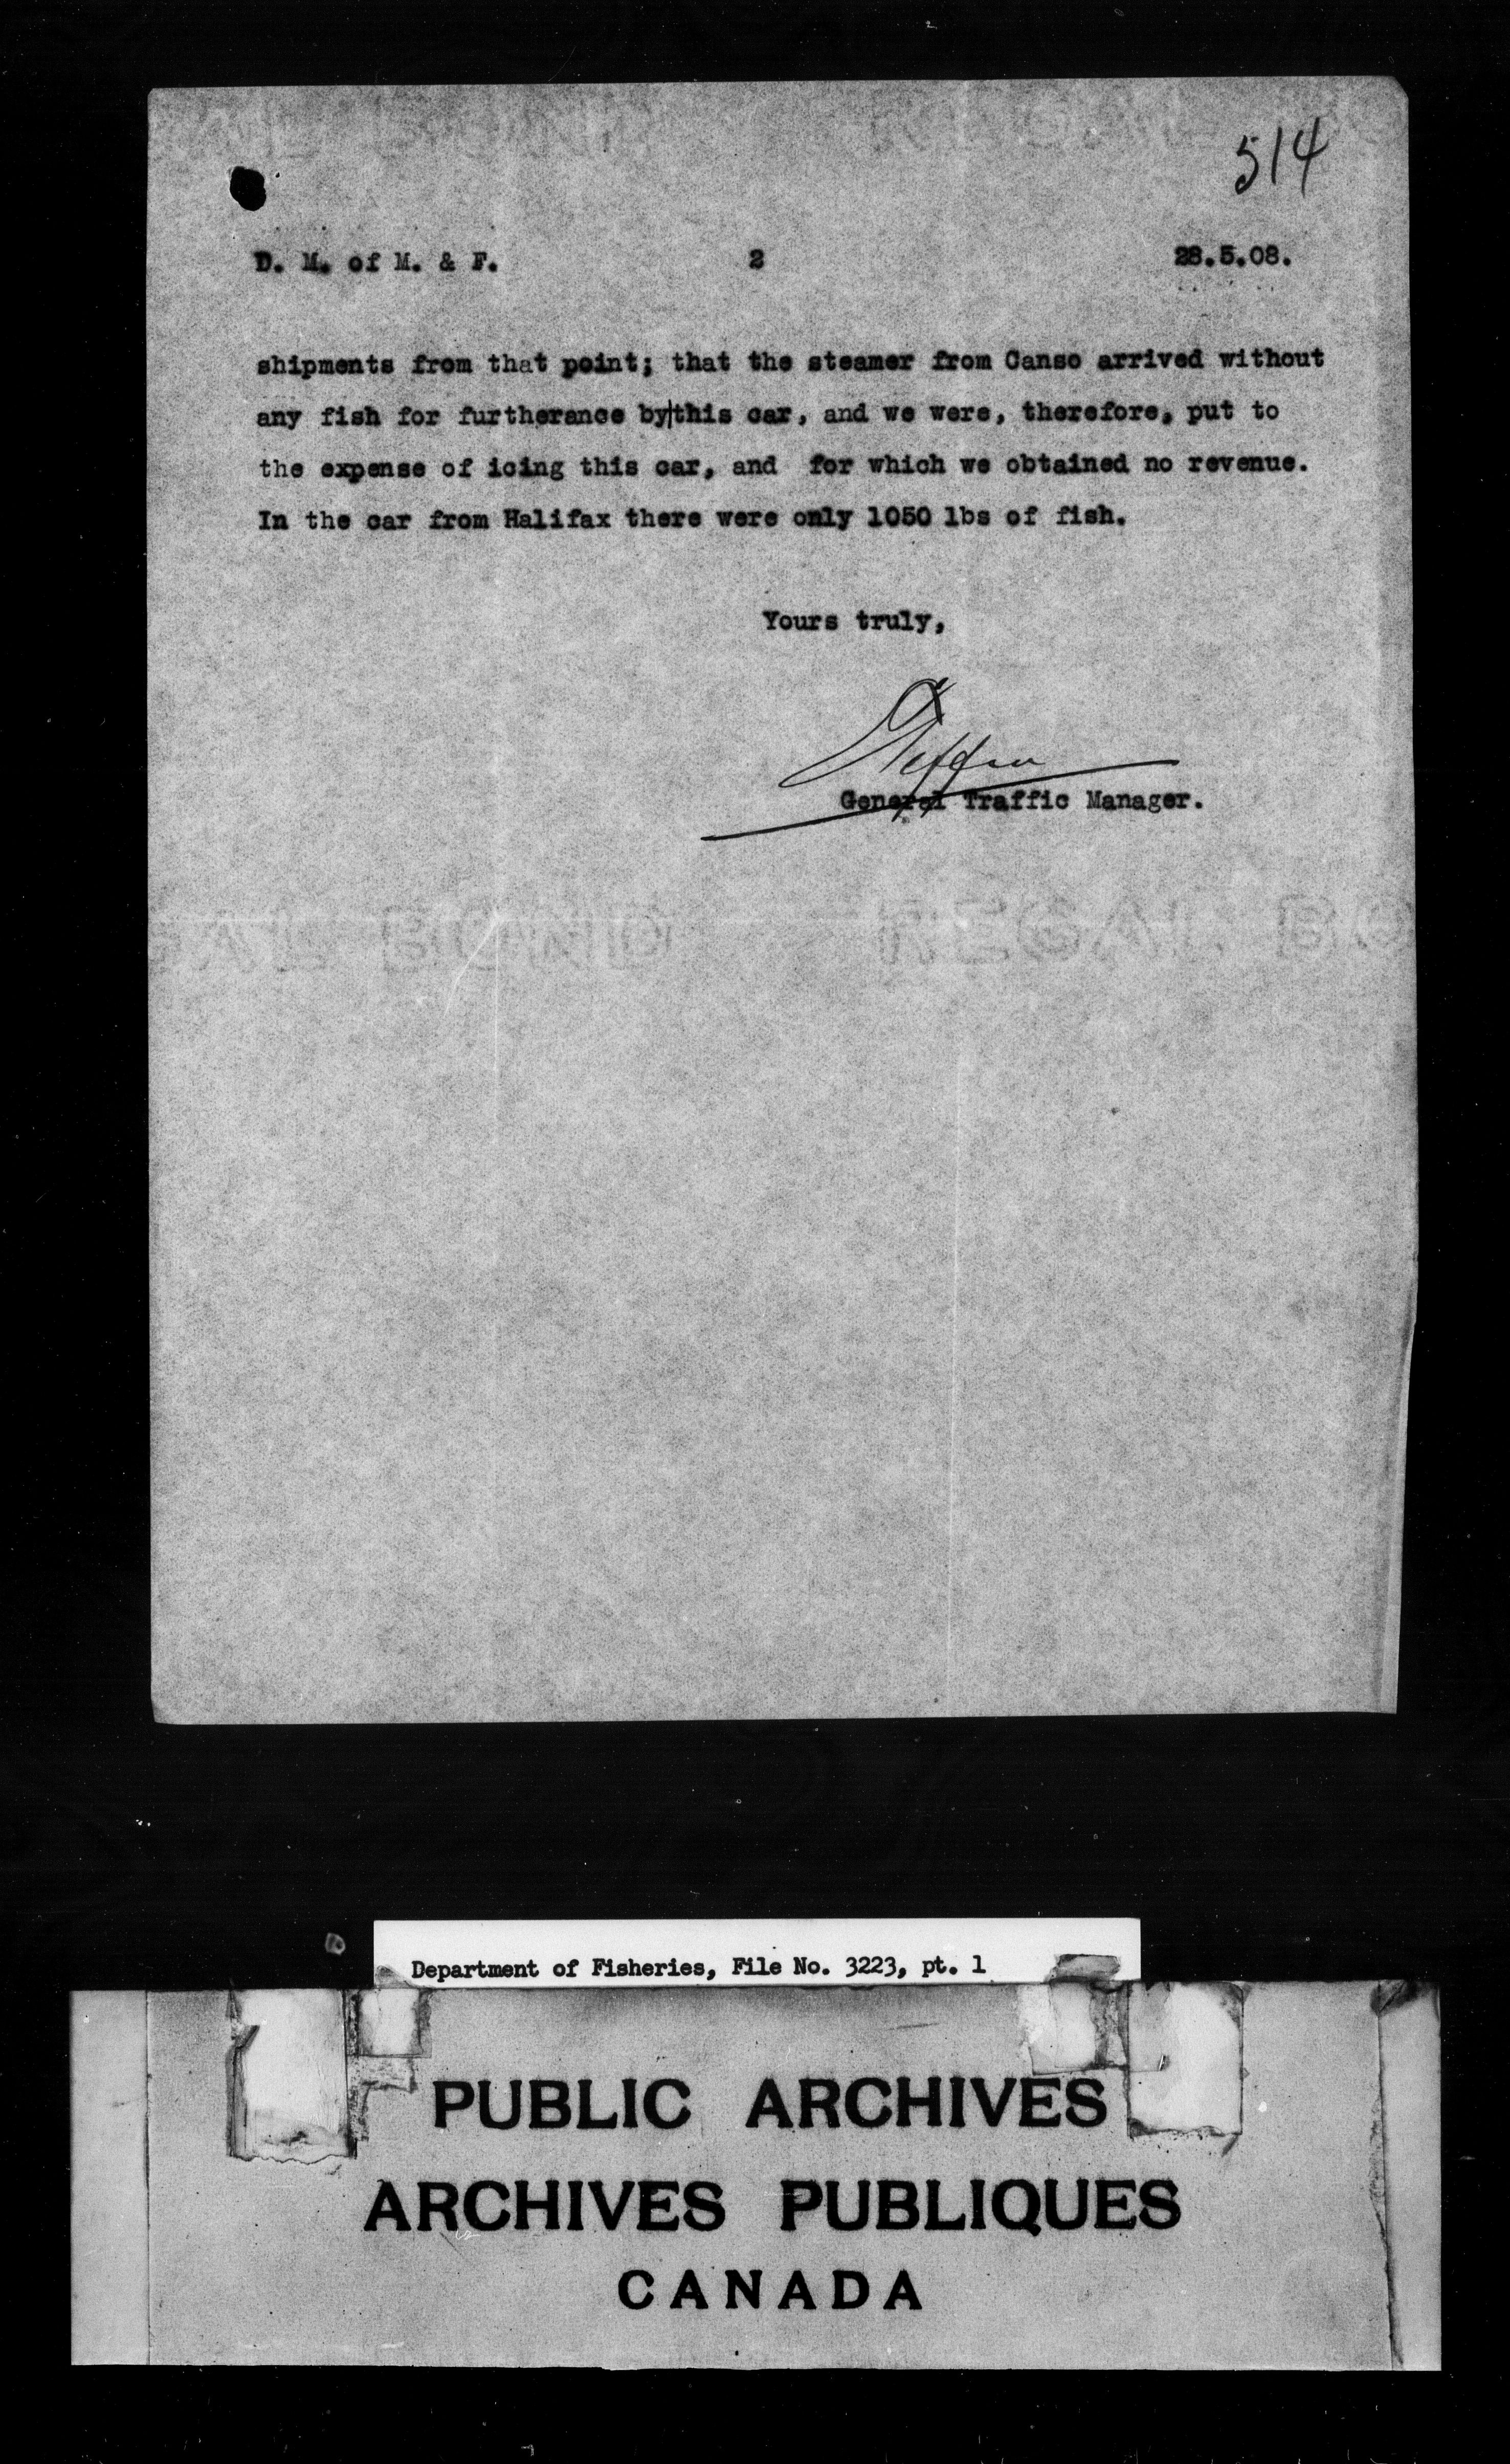 514
D. M. of M. & F. 2 28.5.08.
shipments from that point; that the steamer from Canso arrived without
any fish for furtherance by|this car, and we were, therefore, put to
the expense of icing this car, and for which we obtained no revenue.
In the car from Halifax there were only 1050 lbs of fish.
Yours truly,
General Traffic Manager.
REGAL BOND
Department of Fisheries, File No. 3223, pt. 1
PUBLIC ARCHIVES
ARCHIVES PUBLIQUES
CANADA